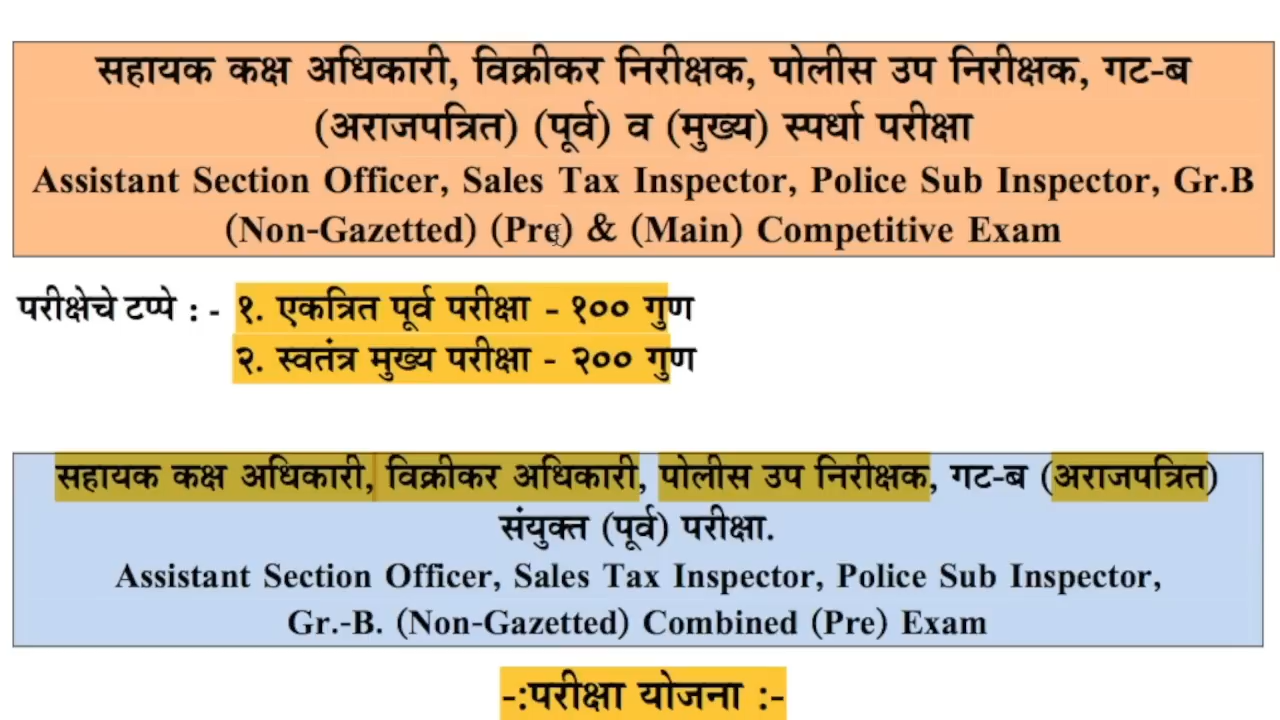 सहायक कक्ष अधिकारी, विक्रीकर निरीक्षक, पोलीस उप निरीक्षक, गट-ब
(अराजपत्रित) (पूर्व) व (मुख्य) स्पर्धा परीक्षा
Assistant Section Officer, Sales Tax Inspector, Police Sub Inspector, Gr.B
(Non-Gazetted) (Pre) & (Main) Competitive Exam
परीक्षेचे टप्पे : - १. एकत्रित पूर्व परीक्षा - १०० गुण
२. स्वतंत्र मुख्य परीक्षा - २०० गुण
सहायक कक्ष अधिकारी, विक्रीकर अधिकारी, पोलीस उप निरीक्षक, गट-ब (अराजपत्रित)
संयुक्त (पूर्व) परीक्षा.
Assistant Section Officer, Sales Tax Inspector, Police Sub Inspector,
Gr.-B. (Non-Gazetted) Combined (Pre) Exam
-:परीक्षा योजना :-